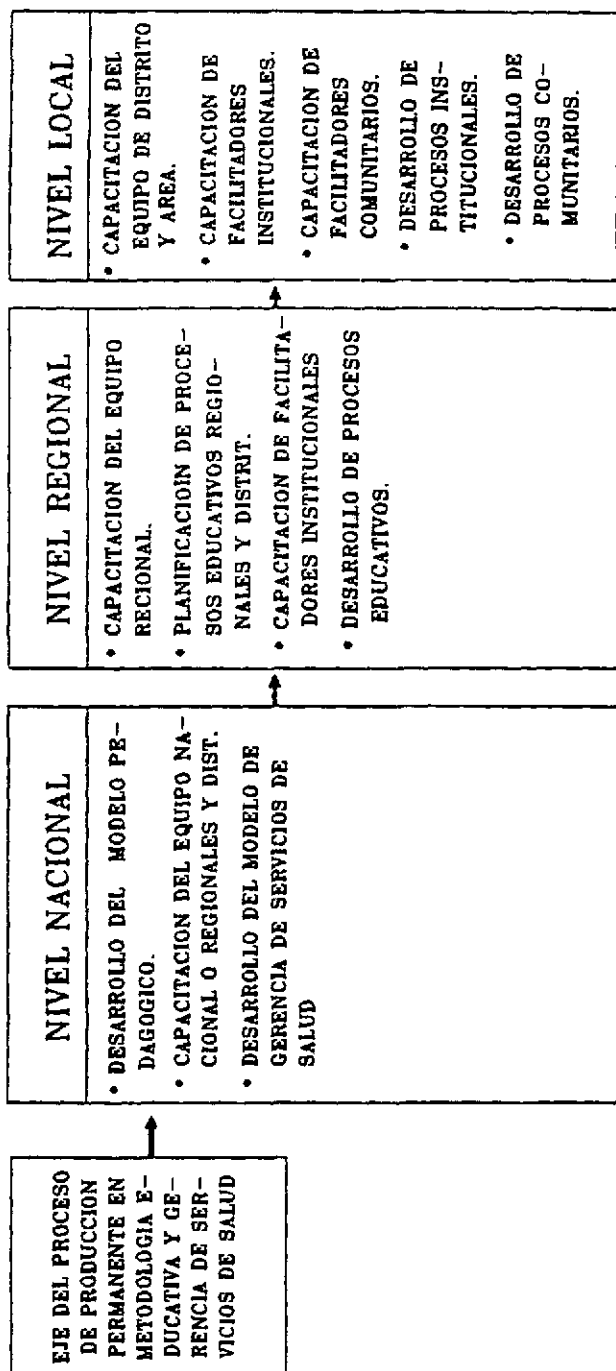 EJE DEL PROCESO
DE PRODUCCION
PERMANENTE EN
METODOLOGIA E-
DUCATIVA Y GE-
RENCIA DE SER-
VICIOS DE SALUD
NIVEL NACIONAL
• DESARROLLO DEL MODELO PE-
DAGOGICO.
• CAPACITACION DEL EQUIPO NA-
CIONAL O REGIONALES Y DIST.
• DESARROLLO DEL MODELO DE
GERENCIA DE SERVICIOS DE
SALUD
NIVEL REGIONAL
• CAPACITACION DEL EQUIPO
RECIONAL.
• PLANIFICACIOIN DE PROCE-
SOS EDUCATIVOS REGIO-
NALES Y DISTRIT.
• CAPACITACION DE FACILITA-
DORES INSTITUCIONALES
• DESARROLLO DE PROCESOS
EDUCATIVOS.
NIVEL LOCAL
• CAPACITACION DEL
EQUIPO DE DISTRITO
Y AREA.
• CAPACITACION DE
FACILITADORES
INSTITUCIONALES.
• CAPACITACION DE
FACILITADORES
COMUNITARIOS.
• DESARROLLO DE
PROCESOS INS-
TITUCIONALES.
• DESARROLLO DE
PROCESOS CO-
MUNITARIOS.